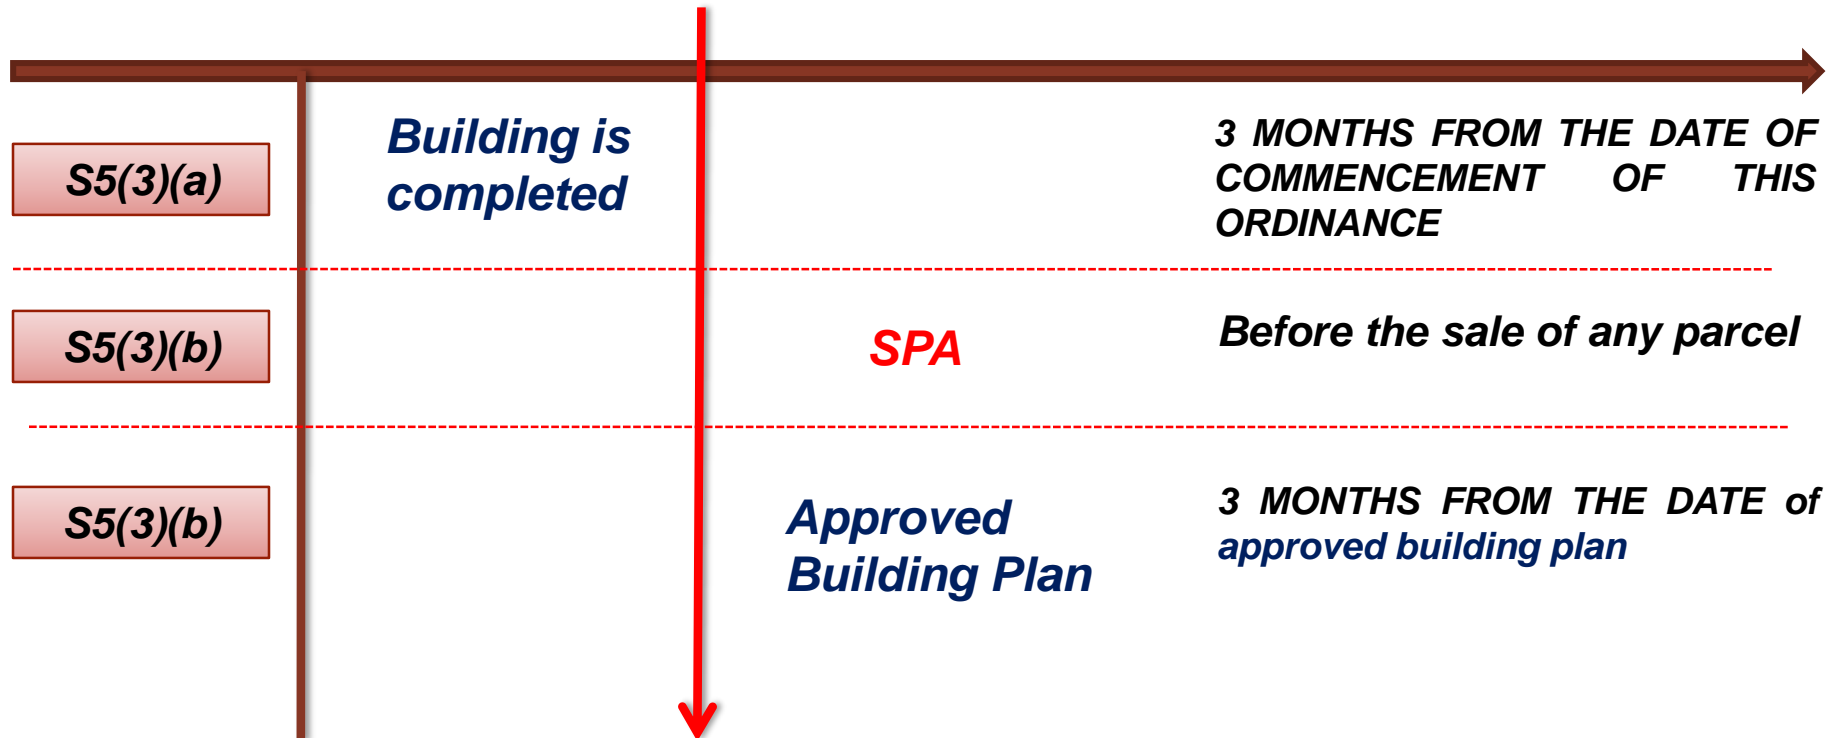 S5(3)(a)
Building is
completed
3 MONTHS FROM THE DATE OF
COMMENCEMENT OF THIS
ORDINANCE
S5(3)(b)
SPA
Before the sale of any parcel
S5(3)(b)
Approved
Building Plan
3 MONTHS FROM THE DATE of
approved building plan